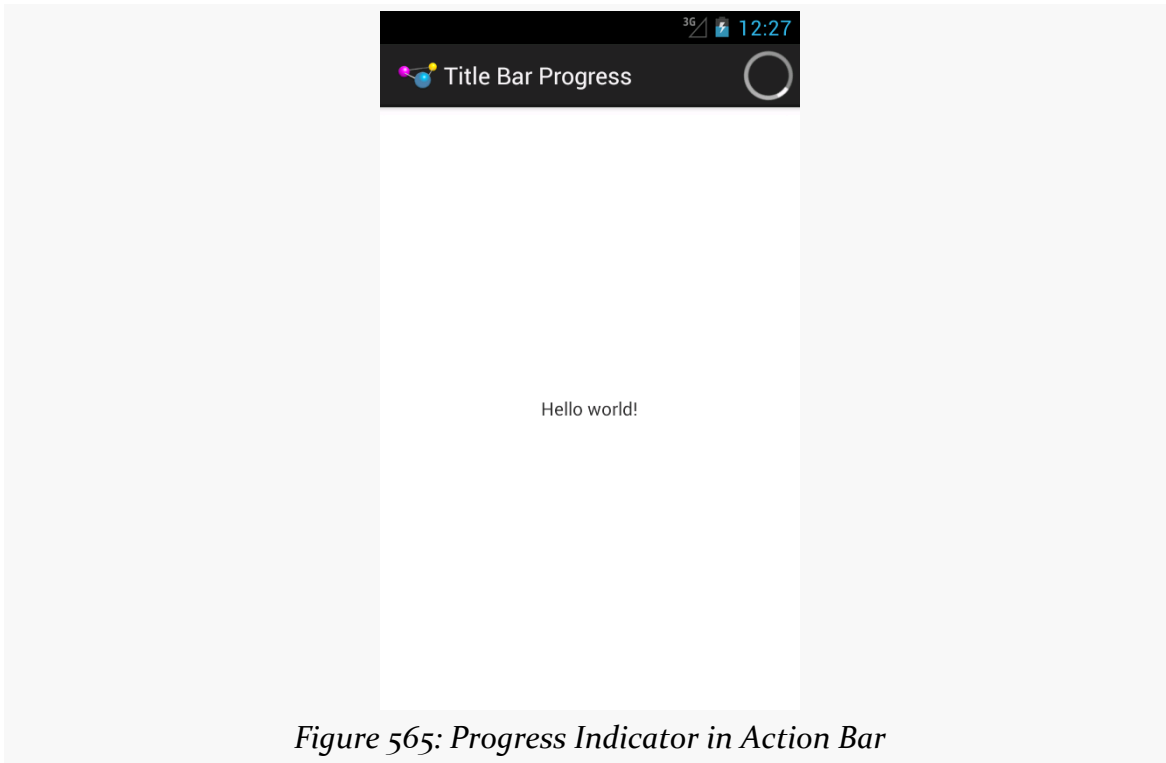 3G 12:27
Title Bar Progress
Hello world!
Figure 565: Progress Indicator in Action Bar